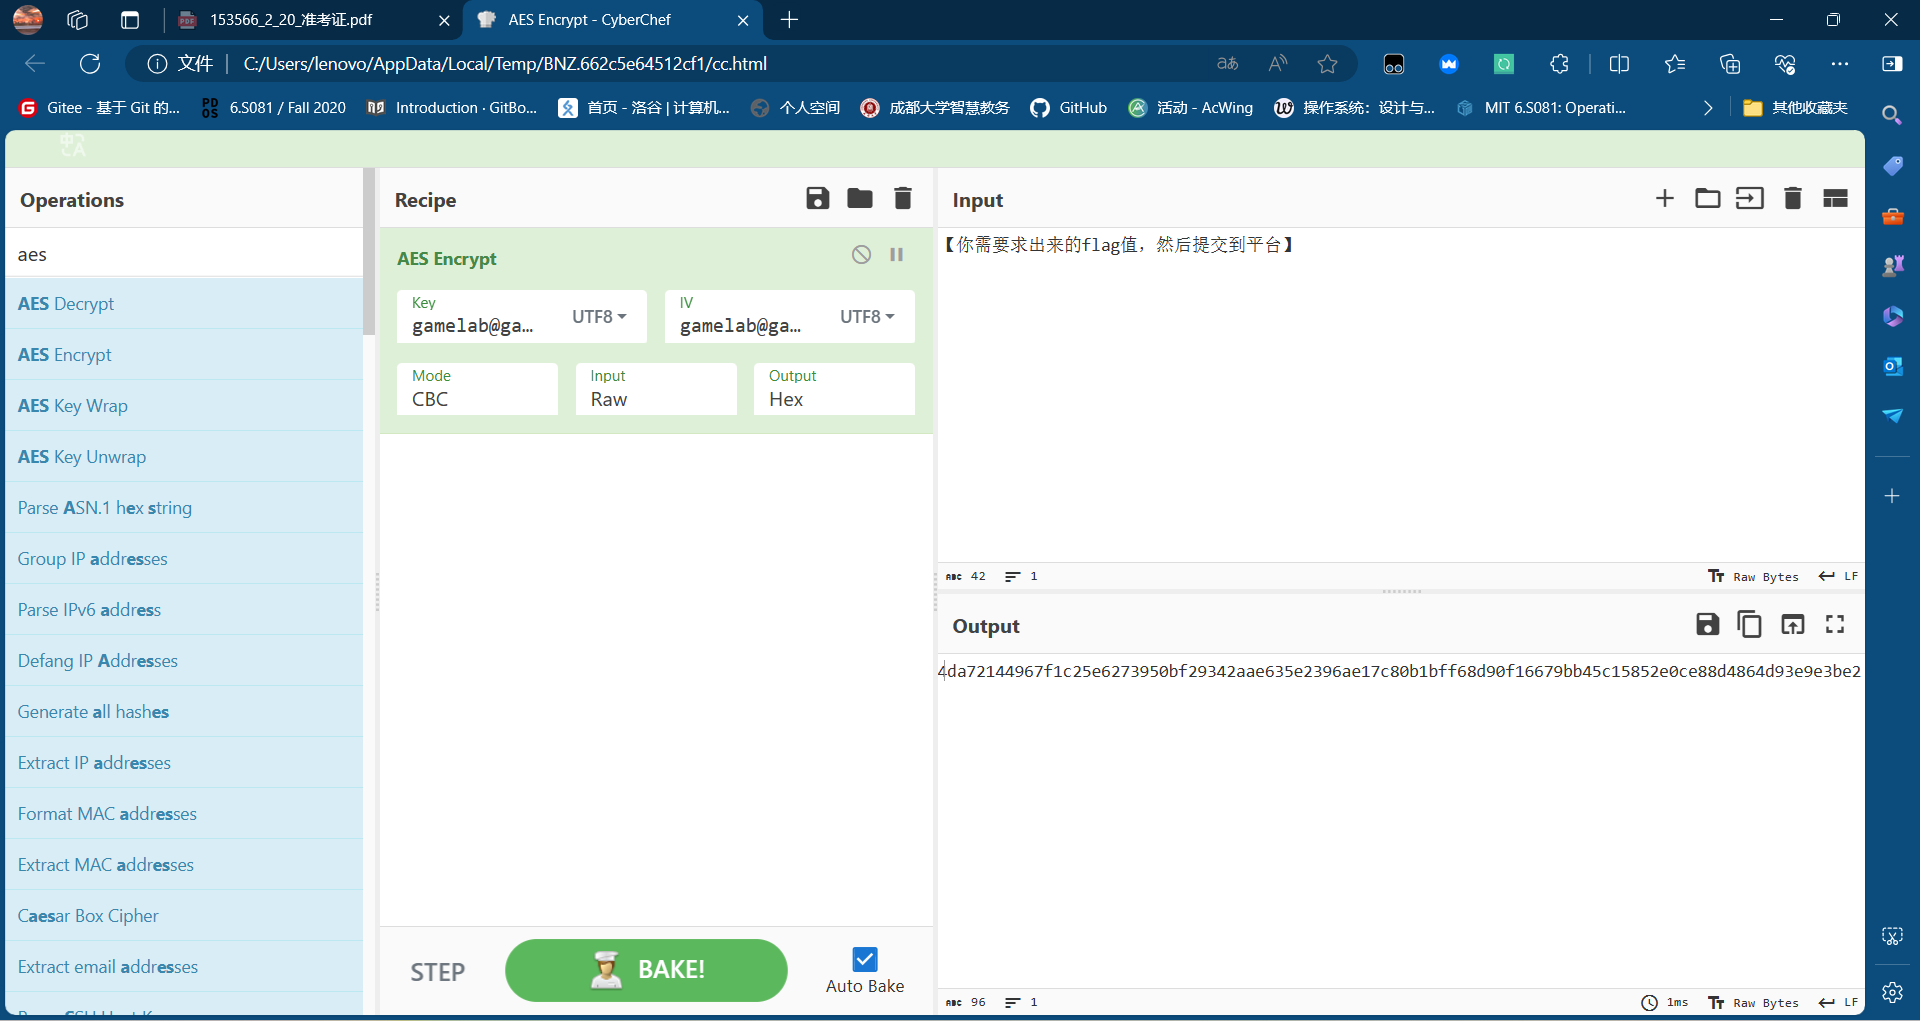 153566_2_20_准考证.pdf
AES Encrypt - CyberChef
文件
C:/Users/lenovo/AppData/Local/Temp/BNZ.662c5e64512cf1/cc.html
Gitee - 基于 Git 的...
6.S081 / Fall 2020
Introduction · GitBo...
首页 - 洛谷 | 计算机...
个人空间
成都大学智慧教务
GitHub
活动 - AcWing
操作系统：设计与...
MIT 6.S081: Operati...
其他收藏夹
Operations
aes
AES Decrypt
AES Encrypt
AES Key Wrap
AES Key Unwrap
Parse ASN.1 hex string
Group IP addresses
Parse IPv6 address
Defang IP Addresses
Generate all hashes
Extract IP addresses
Format MAC addresses
Extract MAC addresses
Caesar Box Cipher
Extract email addresses
Recipe
AES Encrypt
Key
gamelab@ga...
UTF8
IV
gamelab@ga...
UTF8
Mode
CBC
Input
Raw
Output
Hex
STEP
BAKE!
Auto Bake
Input
【你需要求出来的flag值，然后提交到平台】
42
1
Raw Bytes
LF
Output
4da72144967f1c25e6273950bf29342aae635e2396ae17c80b1bff68d90f16679bb45c15852e0ce88d4864d93e9e3be2
96
1
1ms
Raw Bytes
LF